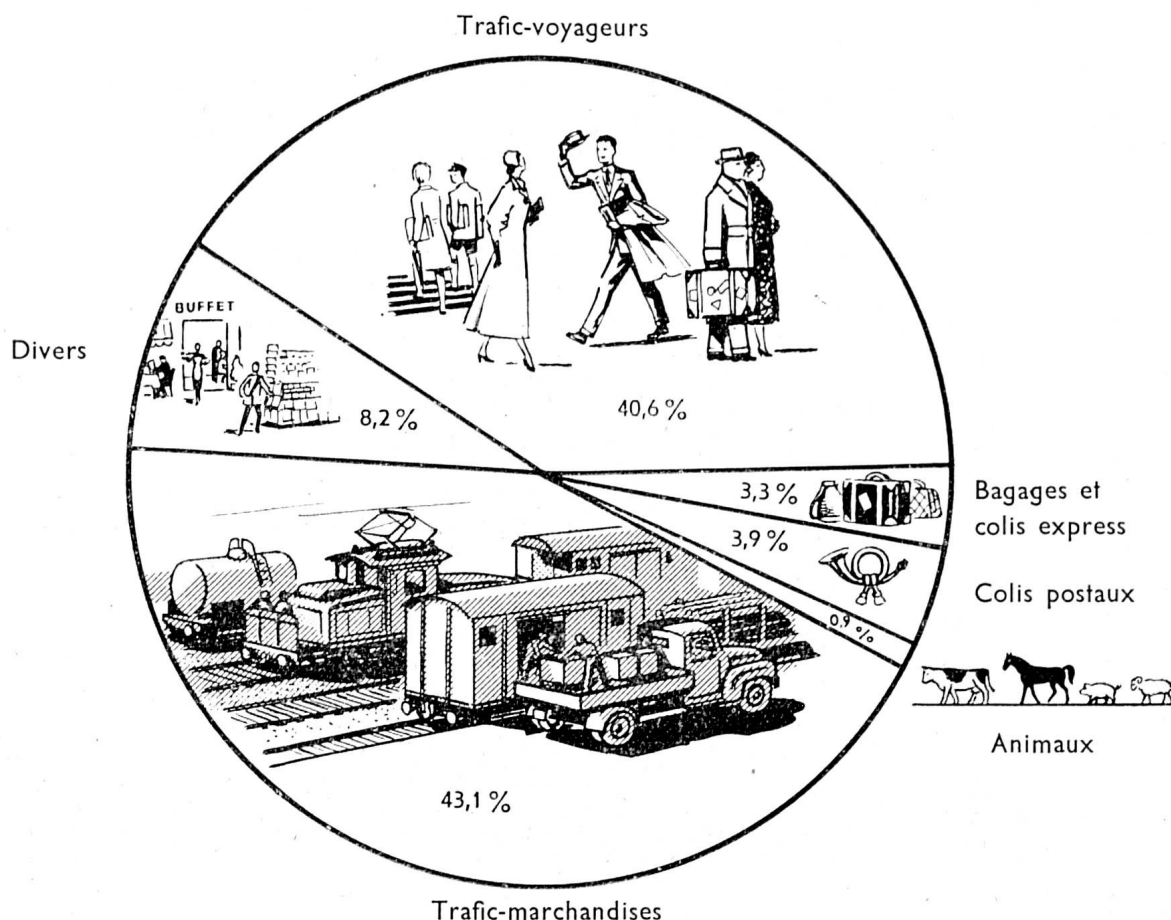 Trafic-voyageurs
BUFFET
Divers
8,2 %
40,6 %
3,3 %
Bagages et
colis express
3,9 %
Colis postaux
0,9 %
Animaux
43,1 %
Trafic-marchandises